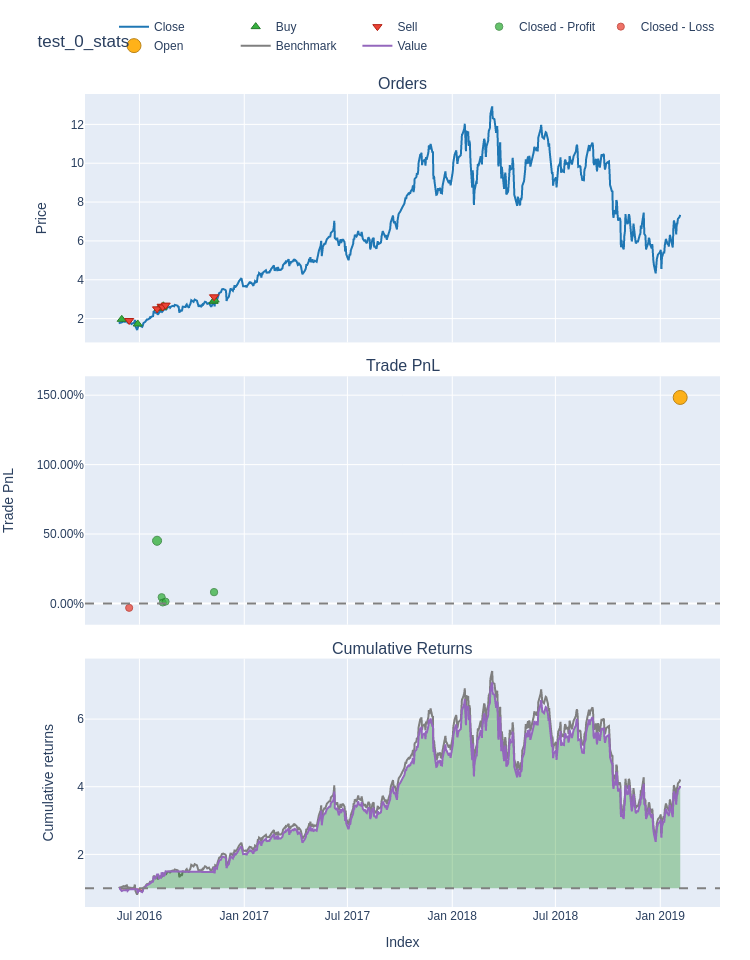 test_0_stats
Close Buy Sell Closed - Profit Closed - Loss
Open Benchmark Value
Orders
12
10
8
6
4
2
Price
Trade PnL
150.00%
100.00%
50.00%
0.00%
Trade PnL
Cumulative Returns
6
4
2
Cumulative returns
Jul 2016 Jan 2017 Jul 2017 Jan 2018 Jul 2018 Jan 2019
Index